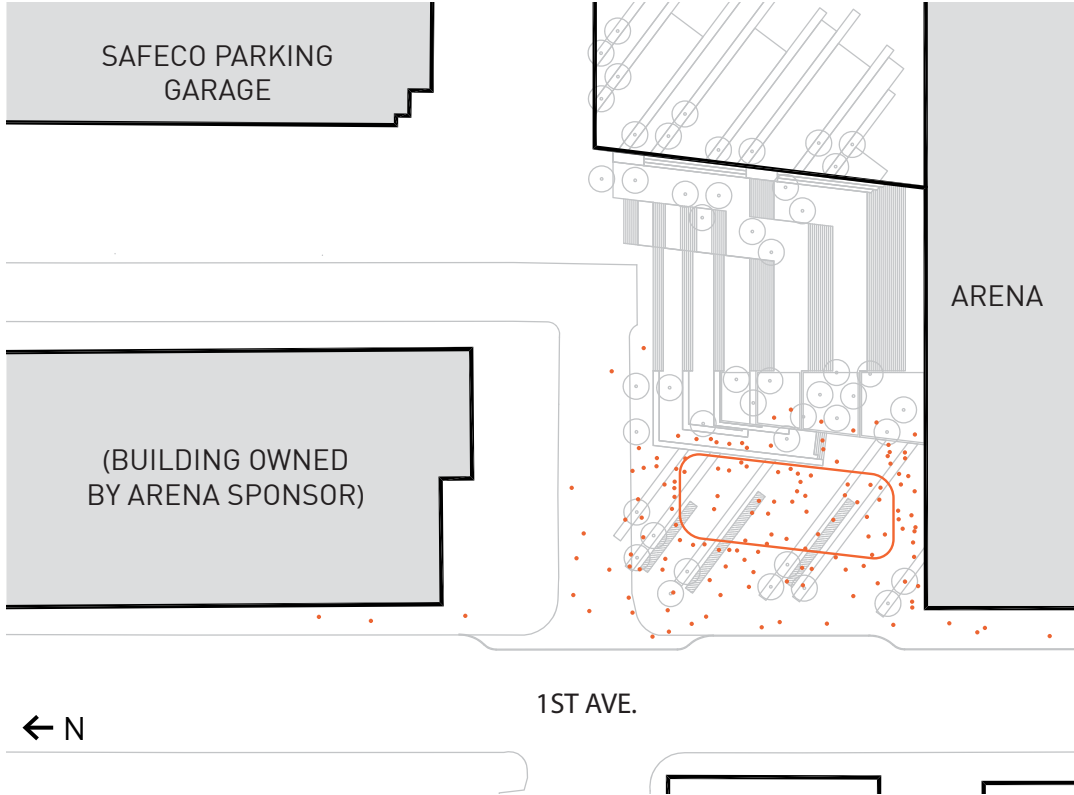 SAFECO PARKING
GARAGE
ARENA
(BUILDING OWNED
BY ARENA SPONSOR)
1ST AVE.
N